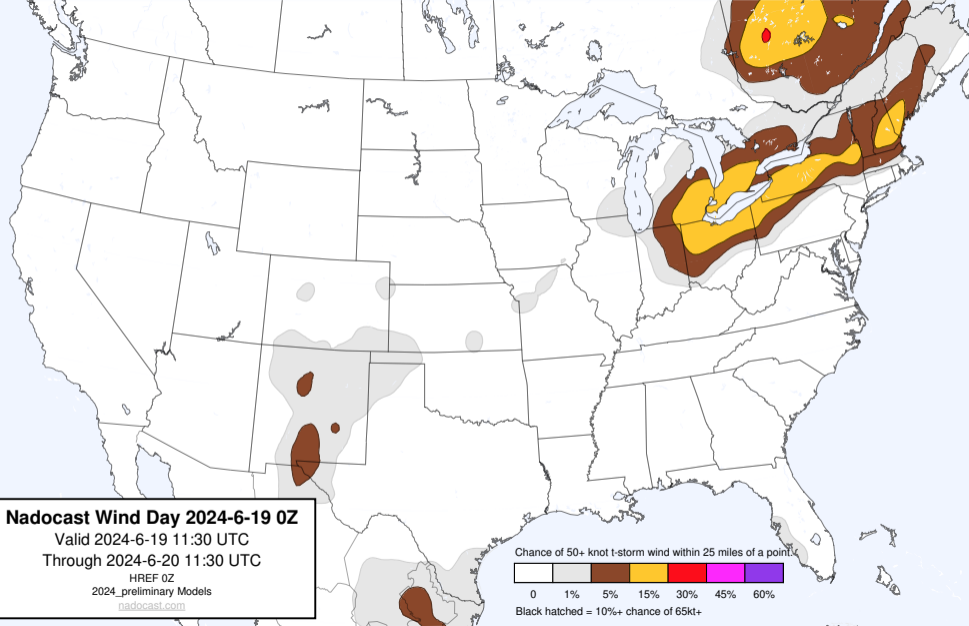 Nadocast Wind Day 2024-6-19 0Z
Valid 2024-6-19 11:30 UTC
Through 2024-6-20 11:30 UTC
HREF 0Z
2024_preliminary Models
nadocast.com
Chance of 50+ knot t-storm wind within 25 miles of a point.
0 1% 5% 15% 30% 45% 60%
Black hatched = 10%+ chance of 65kt+